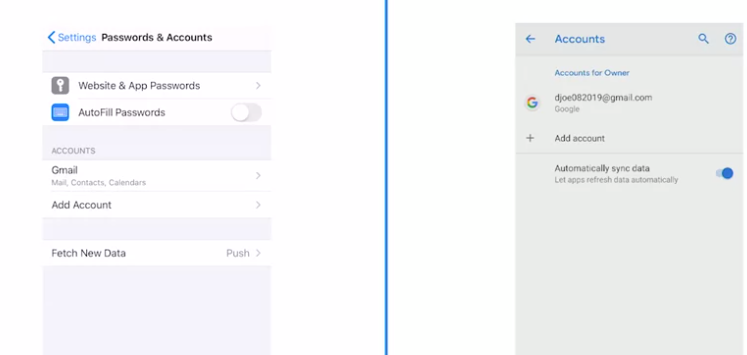 Settings Passwords & Accounts
Website & App Passwords
AutoFill Passwords
ACCOUNTS
Gmail
Mail, Contacts, Calendars
Add Account
Fetch New Data Push
Accounts
Accounts for Owner
djoe082019@gmail.com
Google
Add account
Automatically sync data
Let apps refresh data automatically